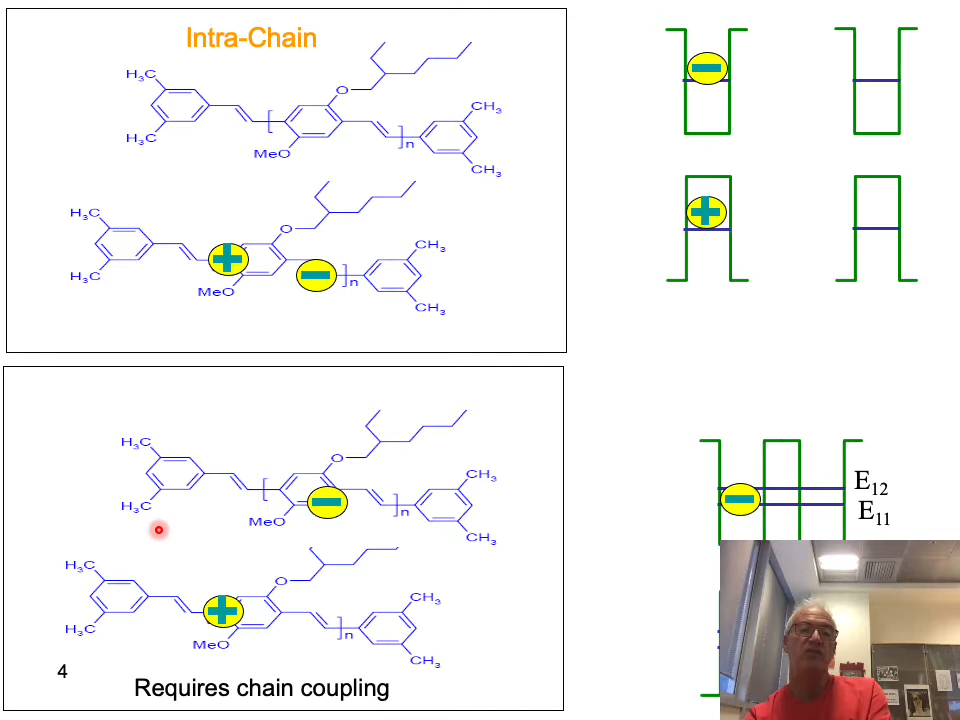 Intra-Chain
H₃C
O
CH₃
H₃C
MeO
n
CH₃
H₃C
O
CH₃
H₃C
MeO
n
CH₃
H₃C
O
CH₃
H₃C
MeO
n
CH₃
H₃C
O
CH₃
H₃C
MeO
n
CH₃
E₁₂
E₁₁
4
Requires chain coupling